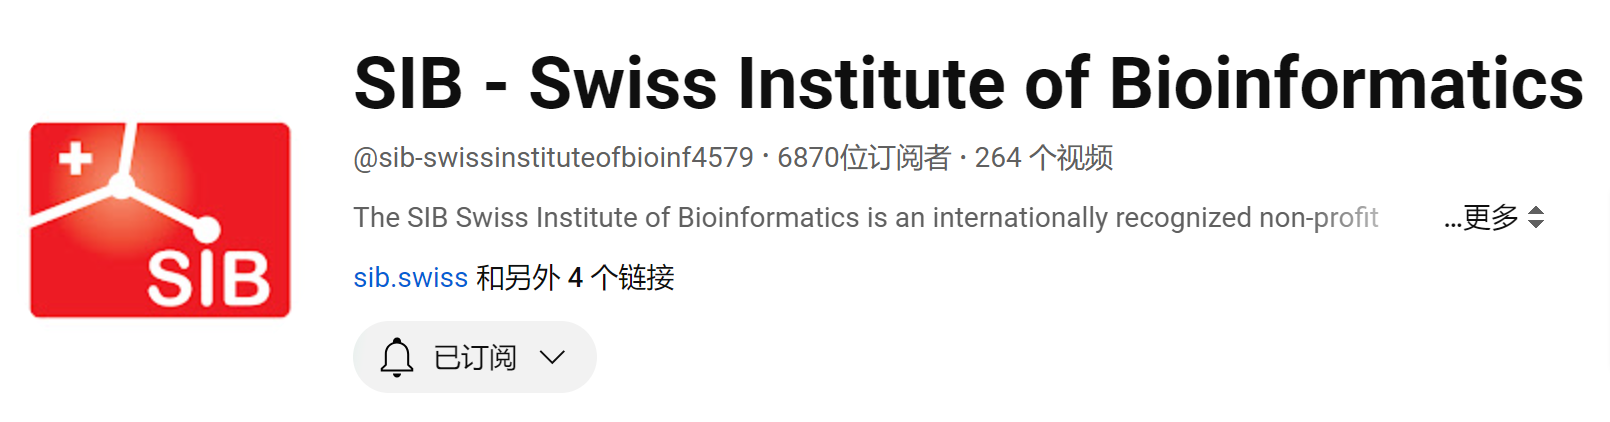 SIB - Swiss Institute of Bioinformatics
@sib-swissinstituteofbioinf4579 · 6870位订阅者 · 264 个视频
The SIB Swiss Institute of Bioinformatics is an internationally recognized non-profit ...更多
sib.swiss 和另外 4 个链接
已订阅
SIB